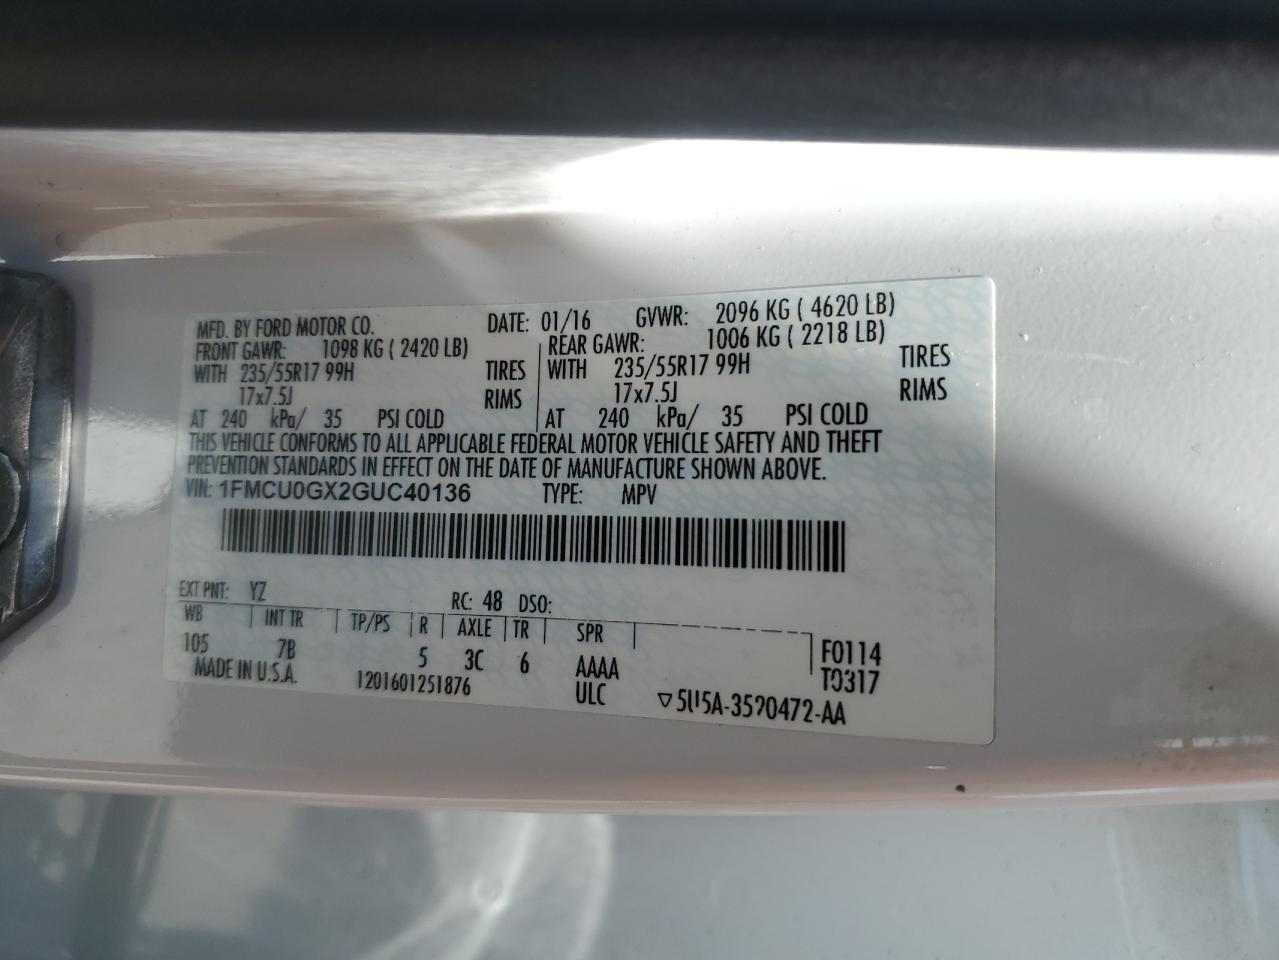 MFD. BY FORD MOTOR CO. DATE: 01/16 GVWR: 2096 KG ( 4620 LB)
FRONT GAWR: 1098 KG ( 2420 LB) REAR GAWR: 1006 KG ( 2218 LB)
WITH 235/55R17 99H TIRES WITH 235/55R17 99H TIRES
17x7.5J RIMS 17x7.5J RIMS
AT 240 kPa/ 35 PSI COLD AT 240 kPa/ 35 PSI COLD
THIS VEHICLE CONFORMS TO ALL APPLICABLE FEDERAL MOTOR VEHICLE SAFETY AND THEFT
PREVENTION STANDARDS IN EFFECT ON THE DATE OF MANUFACTURE SHOWN ABOVE.
VIN: 1FMCU0GX2GUC40136 TYPE: MPV
EXT PNT: YZ RC: 48 DSO:
WB INT TR TP/PS R AXLE TR SPR
105 7B 5 3C 6 AAAA F0114
MADE IN U.S.A. 1201601251876 ULC T0317